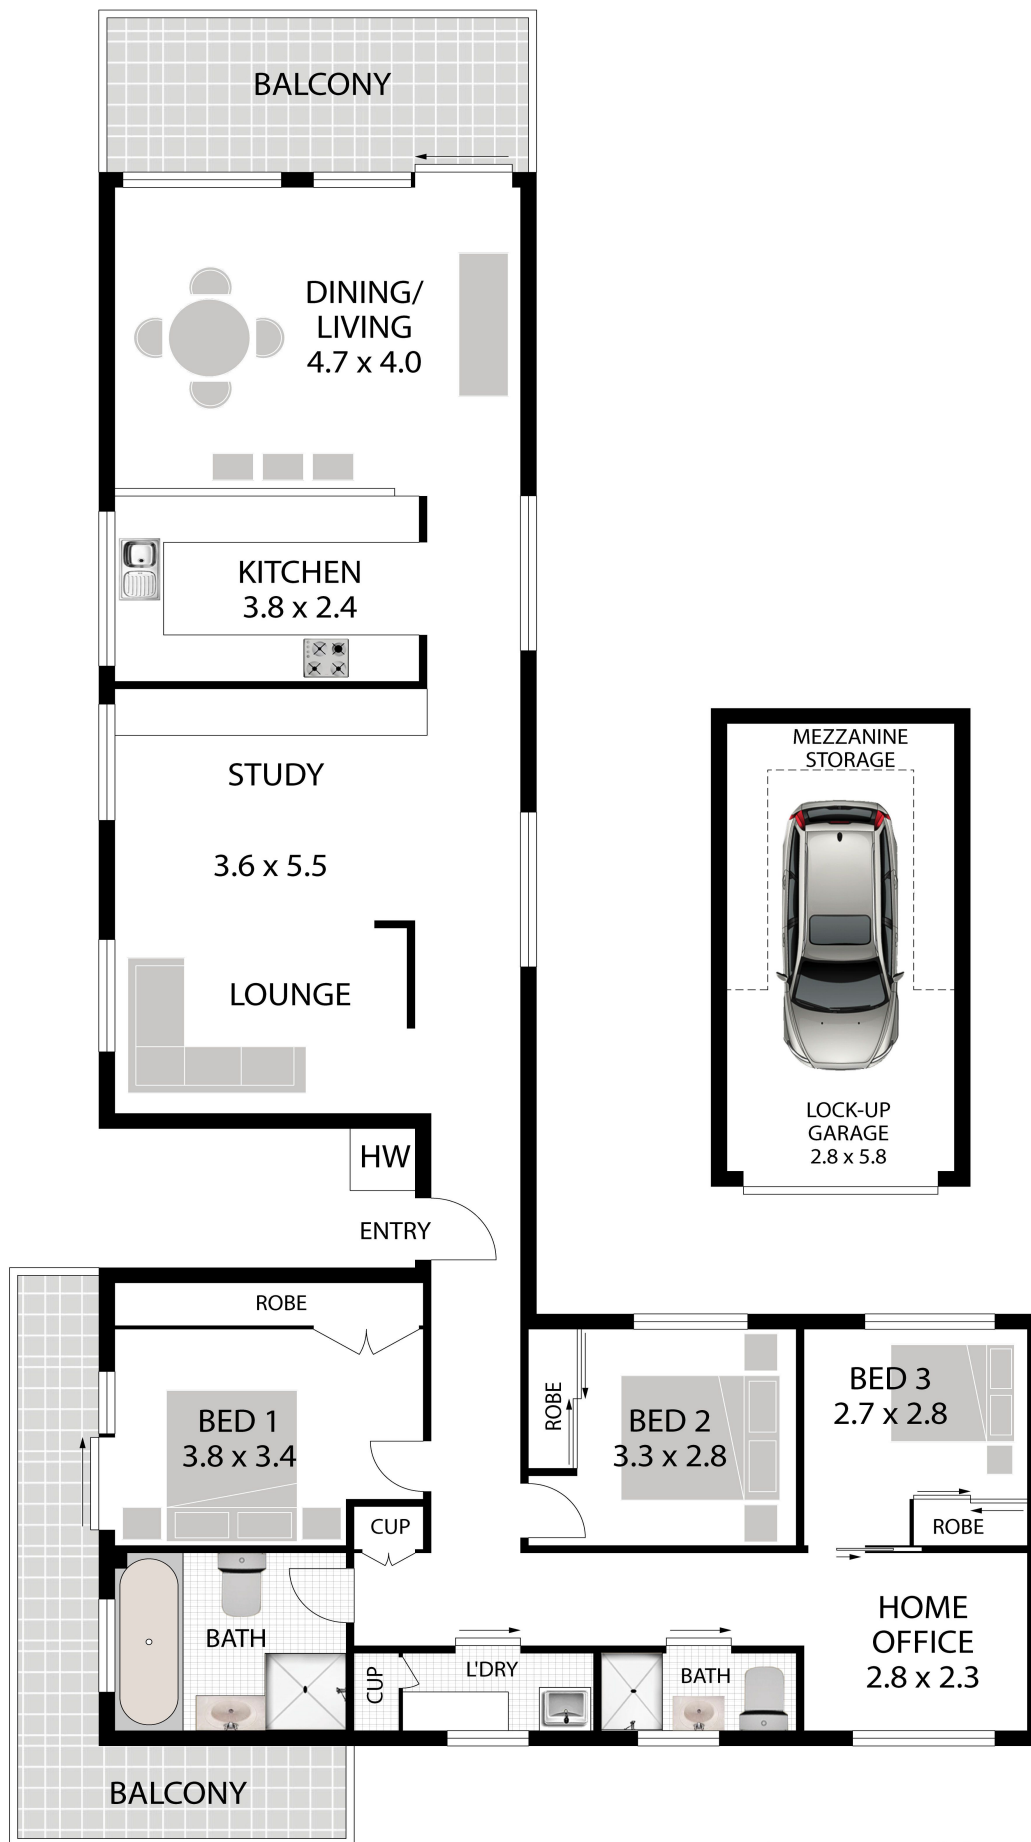 BALCONY
DINING/
LIVING
4.7 x 4.0
KITCHEN
3.8 x 2.4
STUDY
3.6 x 5.5
LOUNGE
MEZZANINE
STORAGE
LOCK-UP
GARAGE
2.8 x 5.8
HW
ENTRY
ROBE
BED 1
3.8 x 3.4
ROBE
BED 2
3.3 x 2.8
BED 3
2.7 x 2.8
ROBE
CUP
BATH
CUP
L'DRY
BATH
HOME
OFFICE
2.8 x 2.3
BALCONY